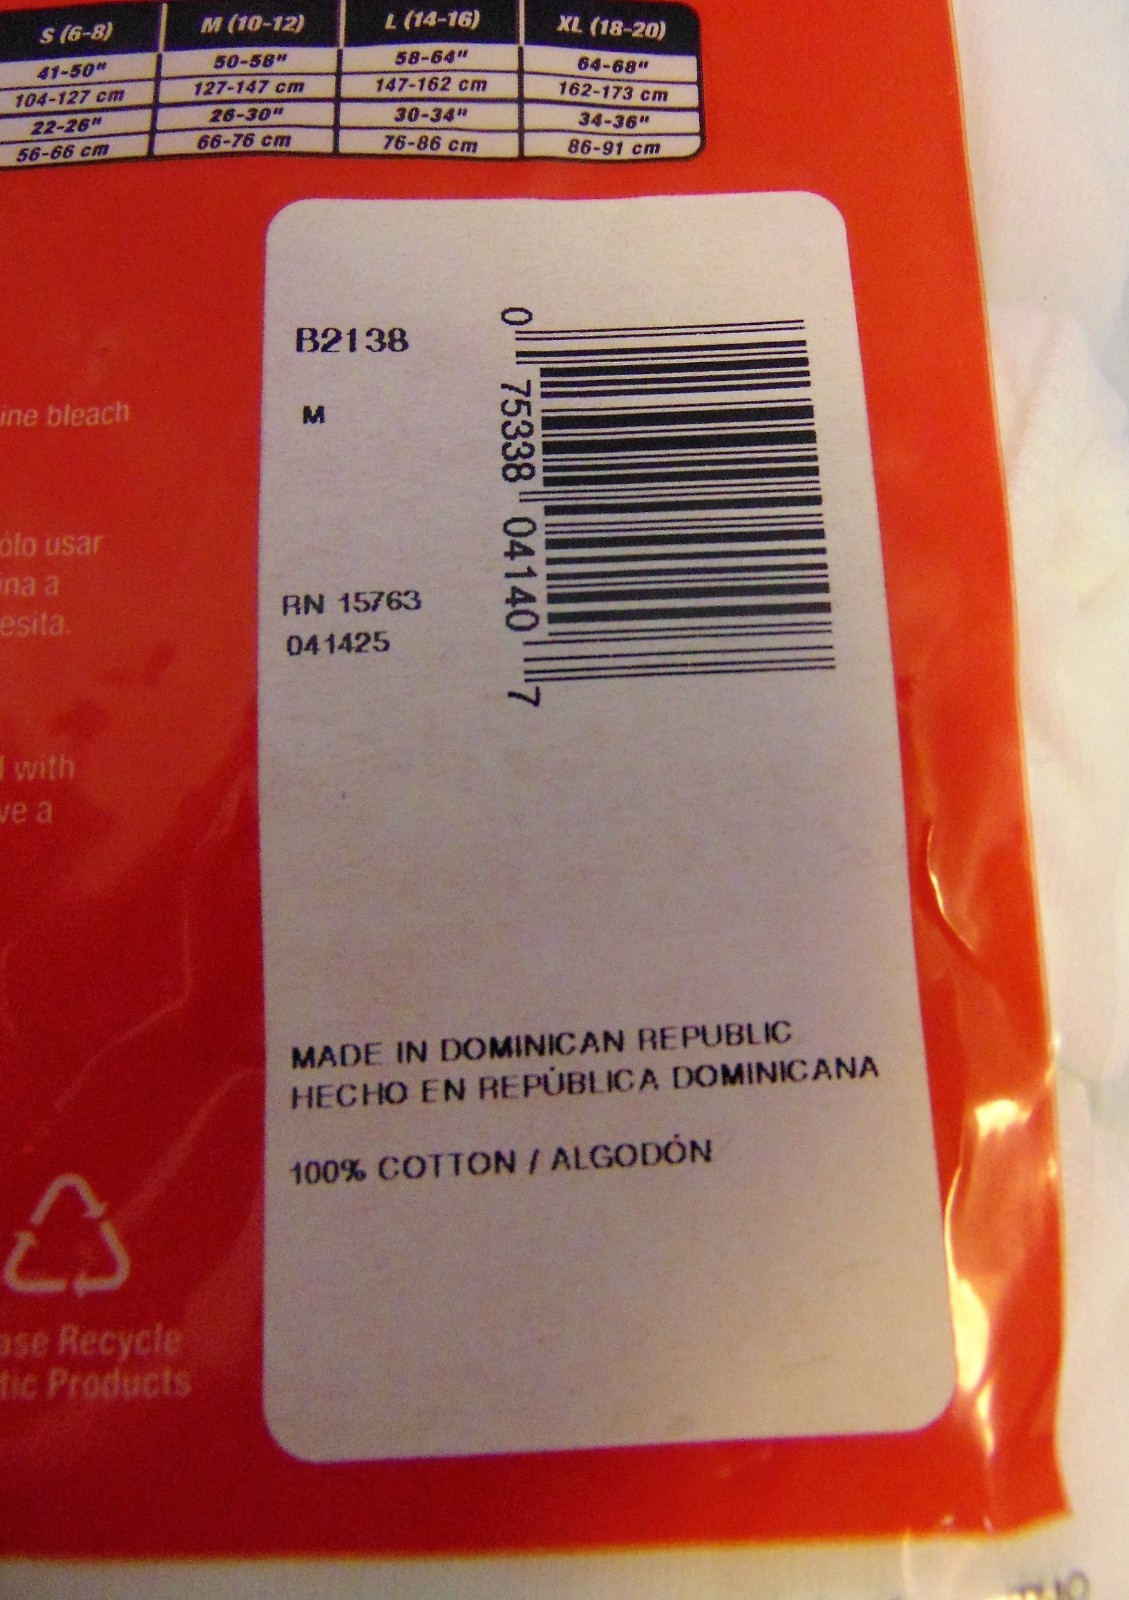 S (6-8) M (10-12) L (14-16) XL (18-20)
41-50" 50-58" 58-64" 64-68"
104-127 cm 127-147 cm 147-162 cm 162-173 cm
22-26" 26-30" 30-34" 34-36"
56-66 cm 66-76 cm 76-86 cm 86-91 cm
B2138
M
0 75338 04140 7
RN 15763
041425
ine bleach
ólo usar
ina a
esita.
with
ve a
MADE IN DOMINICAN REPUBLIC
HECHO EN REPÚBLICA DOMINICANA
100% COTTON / ALGODÓN
ase Recycle
tic Products